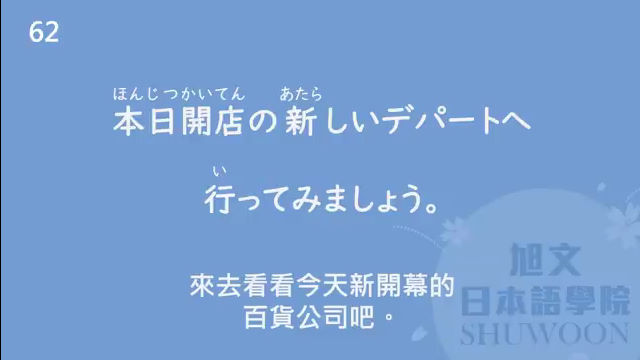 62
ほんじつかいてん あたら
本日開店の新しいデパートへ
い
行ってみましょう。
來去看看今天新開幕的
百貨公司吧。
旭文
日本語學院
SHUWOON